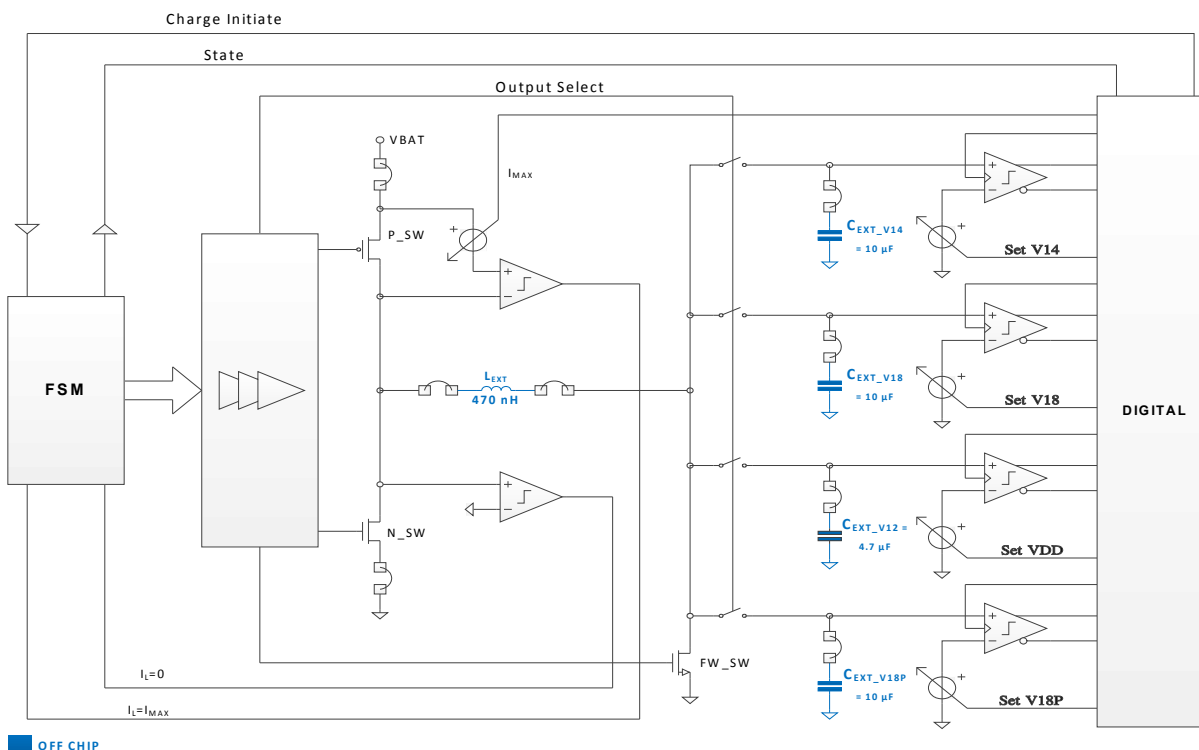 Charge Initiate
State
Output Select
VBAT
IMAX
P_SW
CEXT_V14
= 10 µF
Set V14
FSM
LEXT
470 nH
CEXT_V18
= 10 µF
Set V18
DIGITAL
N_SW
CEXT_V12 =
4.7 µF
Set VDD
FW_SW
CEXT_V18P
= 10 µF
Set V18P
IL=0
IL=IMAX
OFF CHIP